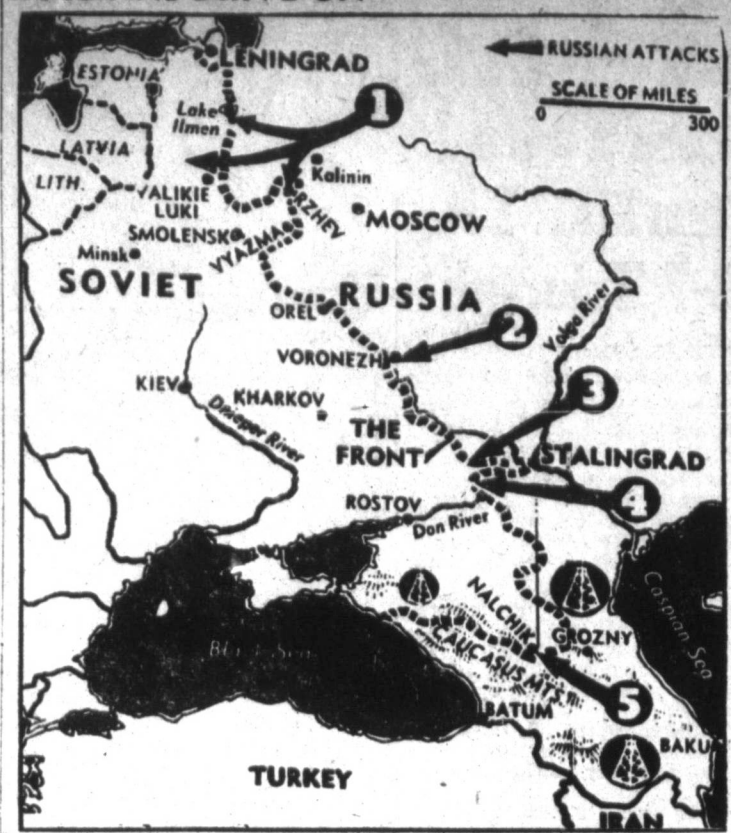 LENINGRAD
RUSSIAN ATTACKS
ESTONIA
SCALE OF MILES
0 300
1
Lake
Ilmen
LATVIA
Kalinin
LITH.
VALIKIE
LUKI
RZHEV
MOSCOW
SMOLENSK
VYAZMA
Minsk
SOVIET RUSSIA
Volga River
OREL
2
VORONEZH
KIEV
KHARKOV
3
Dnieper River
THE
FRONT
STALINGRAD
4
ROSTOV
Don River
Caspian Sea
NALCHIK
GROZNY
Black Sea
CAUCASUS MTS.
5
BATUM
BAKU
TURKEY
IRAN